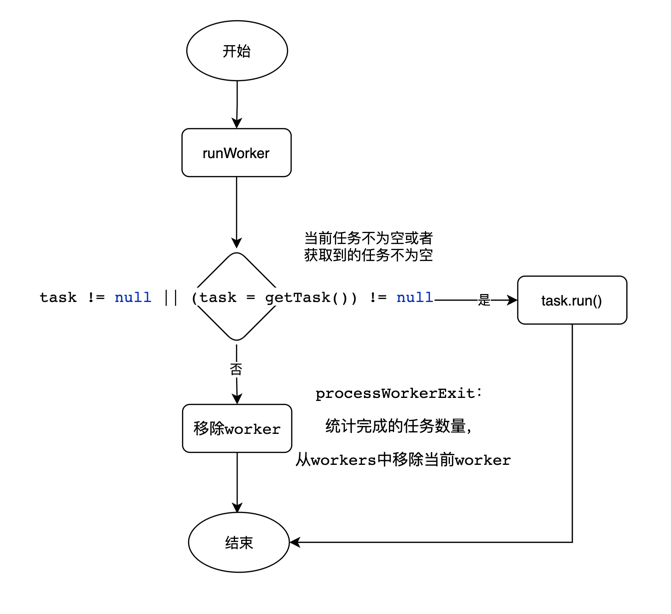 开始
runWorker
当前任务不为空或者
获取到的任务不为空
task != null || (task = getTask()) != null
是
task.run()
否
移除worker
processWorkerExit：
统计完成的任务数量，
从workers中移除当前worker
结束